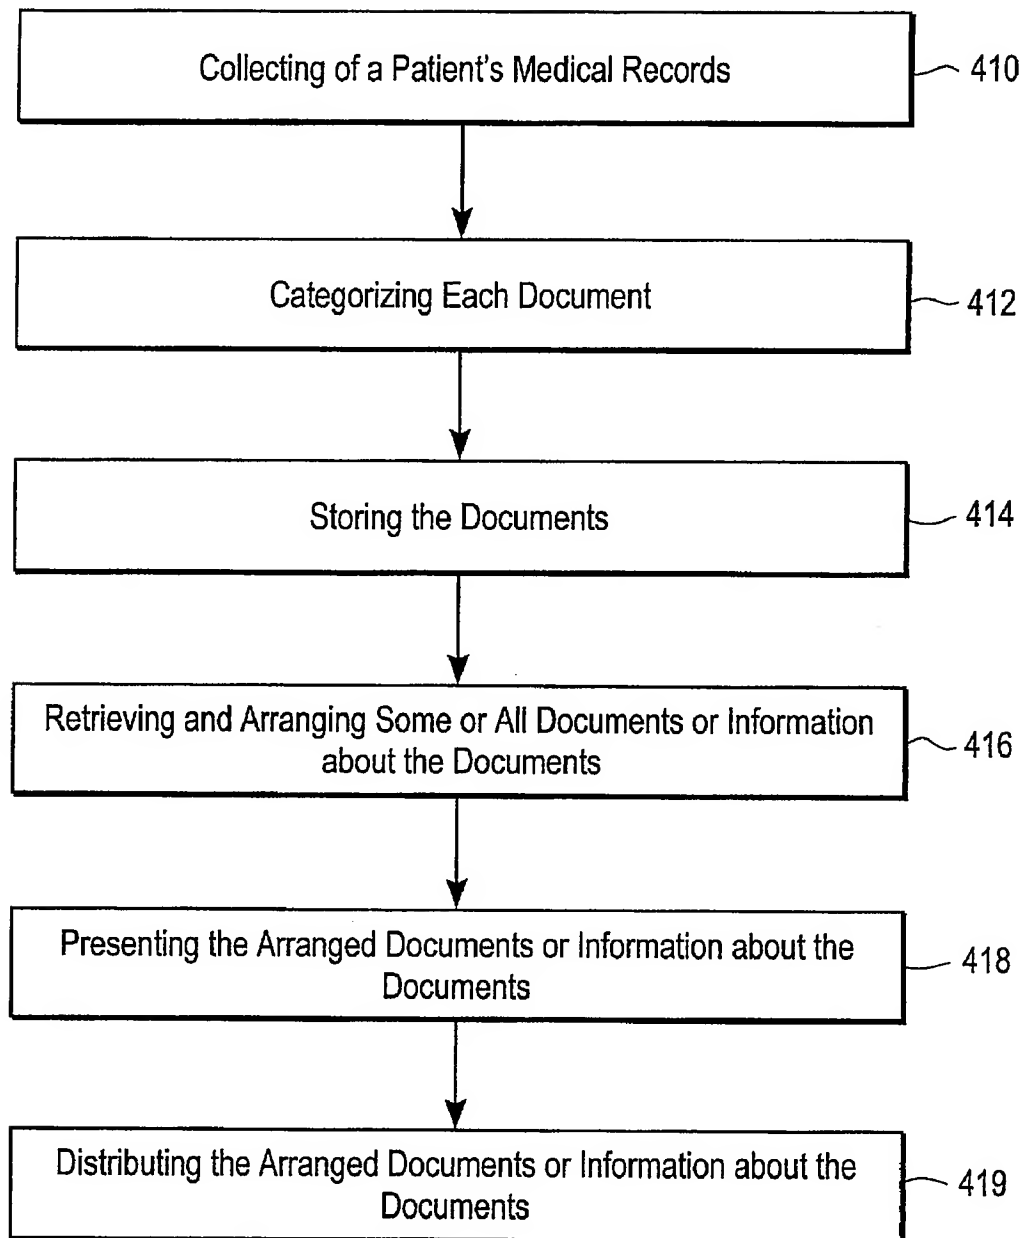 Collecting of a Patient's Medical Records
410
Categorizing Each Document
412
Storing the Documents
414
Retrieving and Arranging Some or All Documents or Information
about the Documents
416
Presenting the Arranged Documents or Information about the
Documents
418
Distributing the Arranged Documents or Information about the
Documents
419